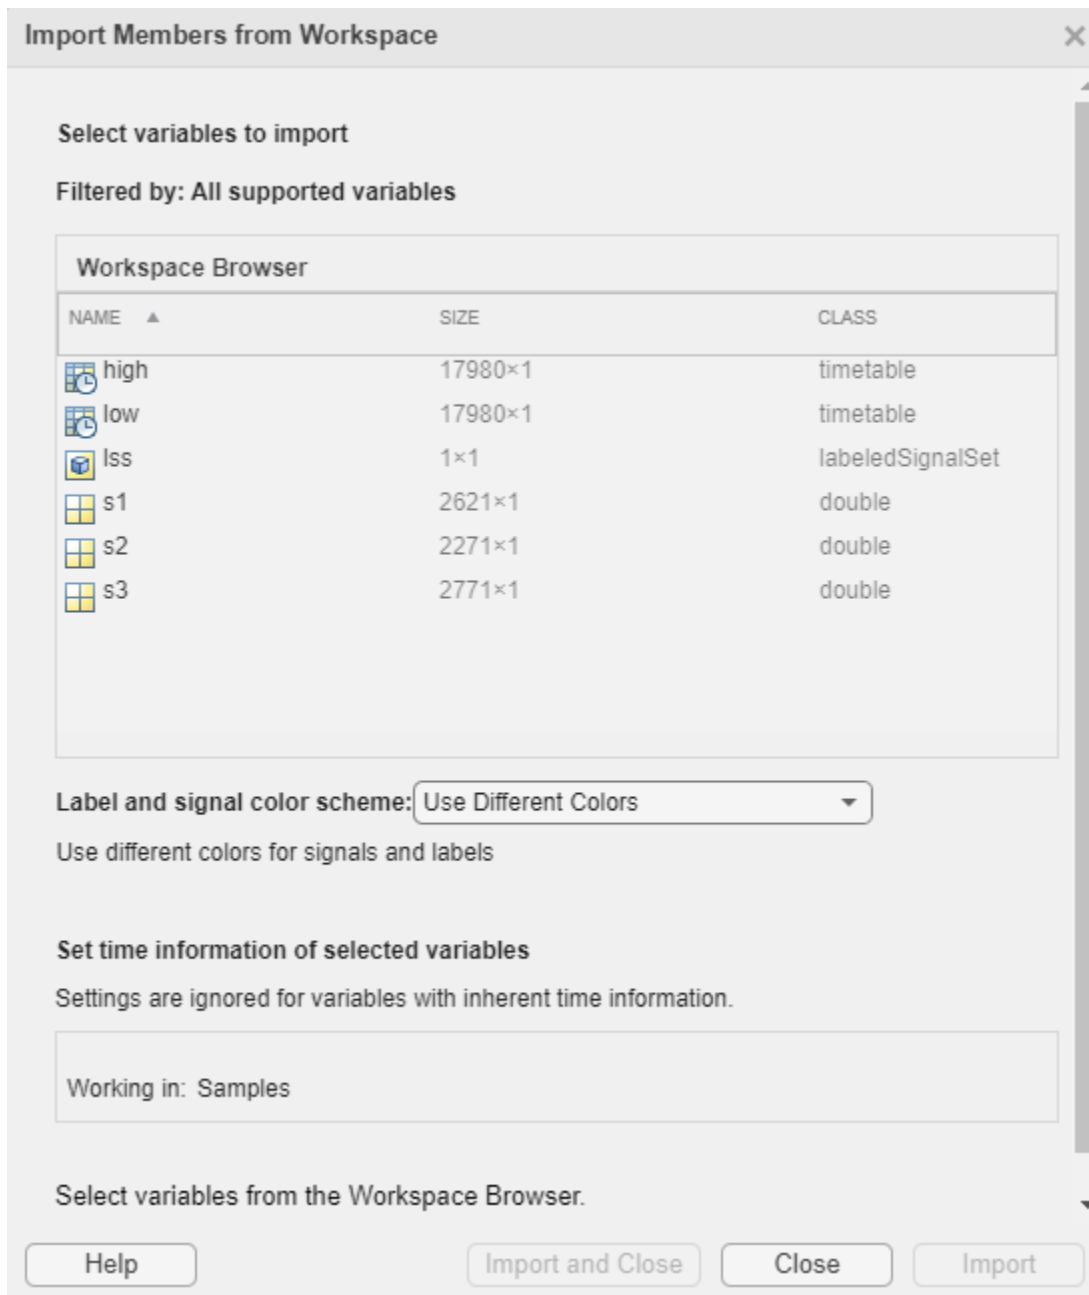 Import Members from Workspace
Select variables to import
Filtered by: All supported variables
Workspace Browser
NAME SIZE CLASS
high 17980×1 timetable
low 17980×1 timetable
lss 1×1 labeledSignalSet
s1 2621×1 double
s2 2271×1 double
s3 2771×1 double
Label and signal color scheme: Use Different Colors
Use different colors for signals and labels
Set time information of selected variables
Settings are ignored for variables with inherent time information.
Working in: Samples
Select variables from the Workspace Browser.
Help Import and Close Close Import